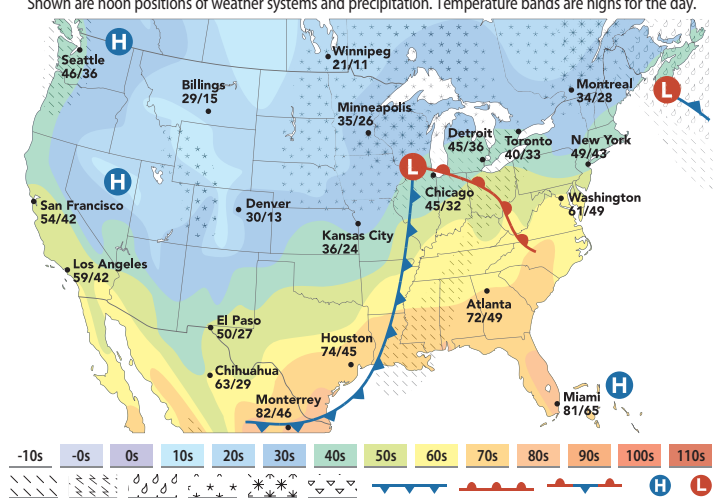 Shown are noon positions of weather systems and precipitation. Temperature bands are highs for the day.
H
Seattle
46/36
Winnipeg
21/11
Billings
29/15
Montreal
34/28
L
Minneapolis
35/26
Detroit
45/36
Toronto
40/33
New York
49/43
L
H
Chicago
45/32
San Francisco
54/42
Denver
30/13
Washington
61/49
Kansas City
36/24
Los Angeles
59/42
Atlanta
72/49
El Paso
50/27
Houston
74/45
Chihuahua
63/29
H
Monterrey
82/46
Miami
81/65
-10s -0s 0s 10s 20s 30s 40s 50s 60s 70s 80s 90s 100s 110s
H L